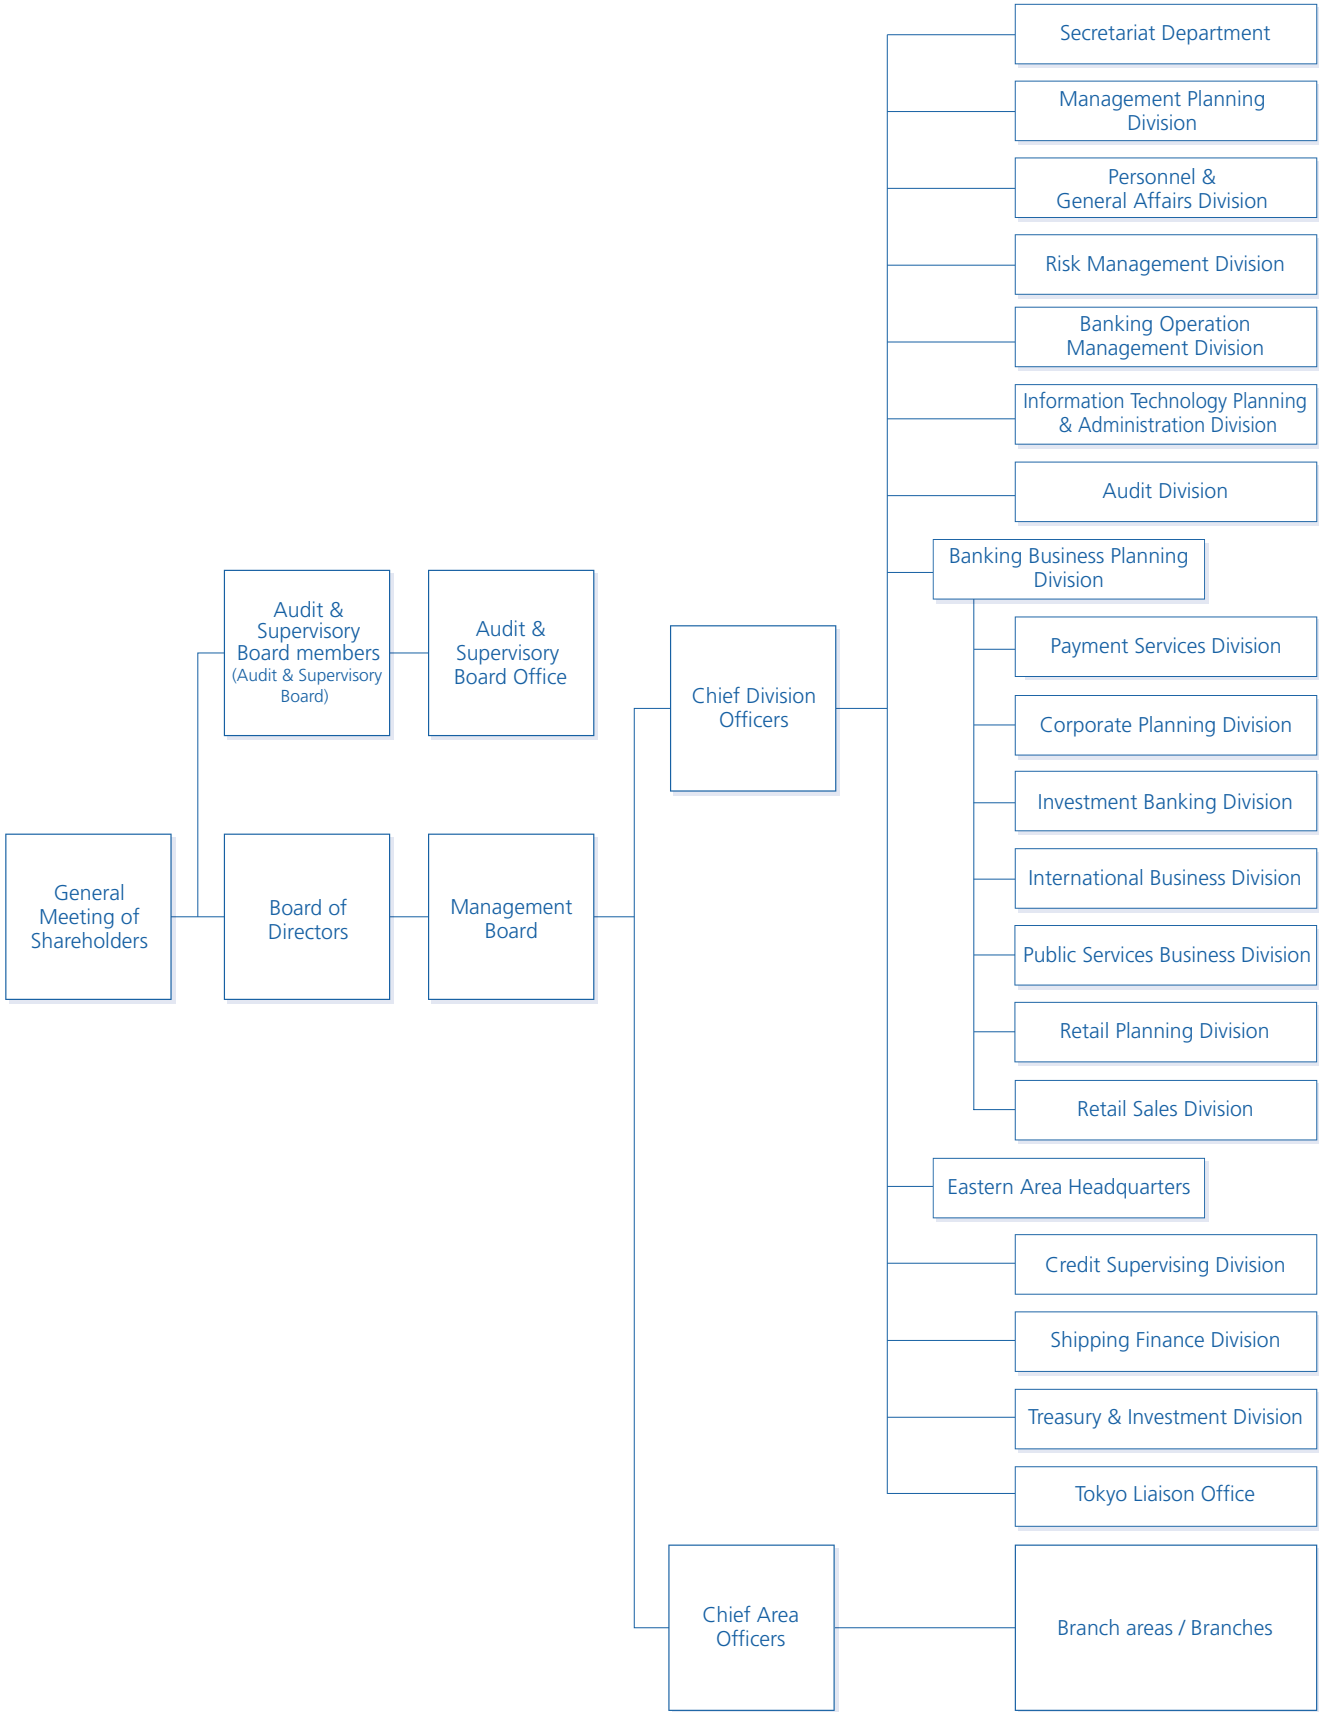 General
Meeting of
Shareholders
Audit &
Supervisory
Board members
(Audit & Supervisory
Board)
Audit &
Supervisory
Board Office
Board of
Directors
Management
Board
Chief Division
Officers
Secretariat Department
Management Planning
Division
Personnel &
General Affairs Division
Risk Management Division
Banking Operation
Management Division
Information Technology Planning
& Administration Division
Audit Division
Banking Business Planning
Division
Payment Services Division
Corporate Planning Division
Investment Banking Division
International Business Division
Public Services Business Division
Retail Planning Division
Retail Sales Division
Eastern Area Headquarters
Credit Supervising Division
Shipping Finance Division
Treasury & Investment Division
Tokyo Liaison Office
Chief Area
Officers
Branch areas / Branches